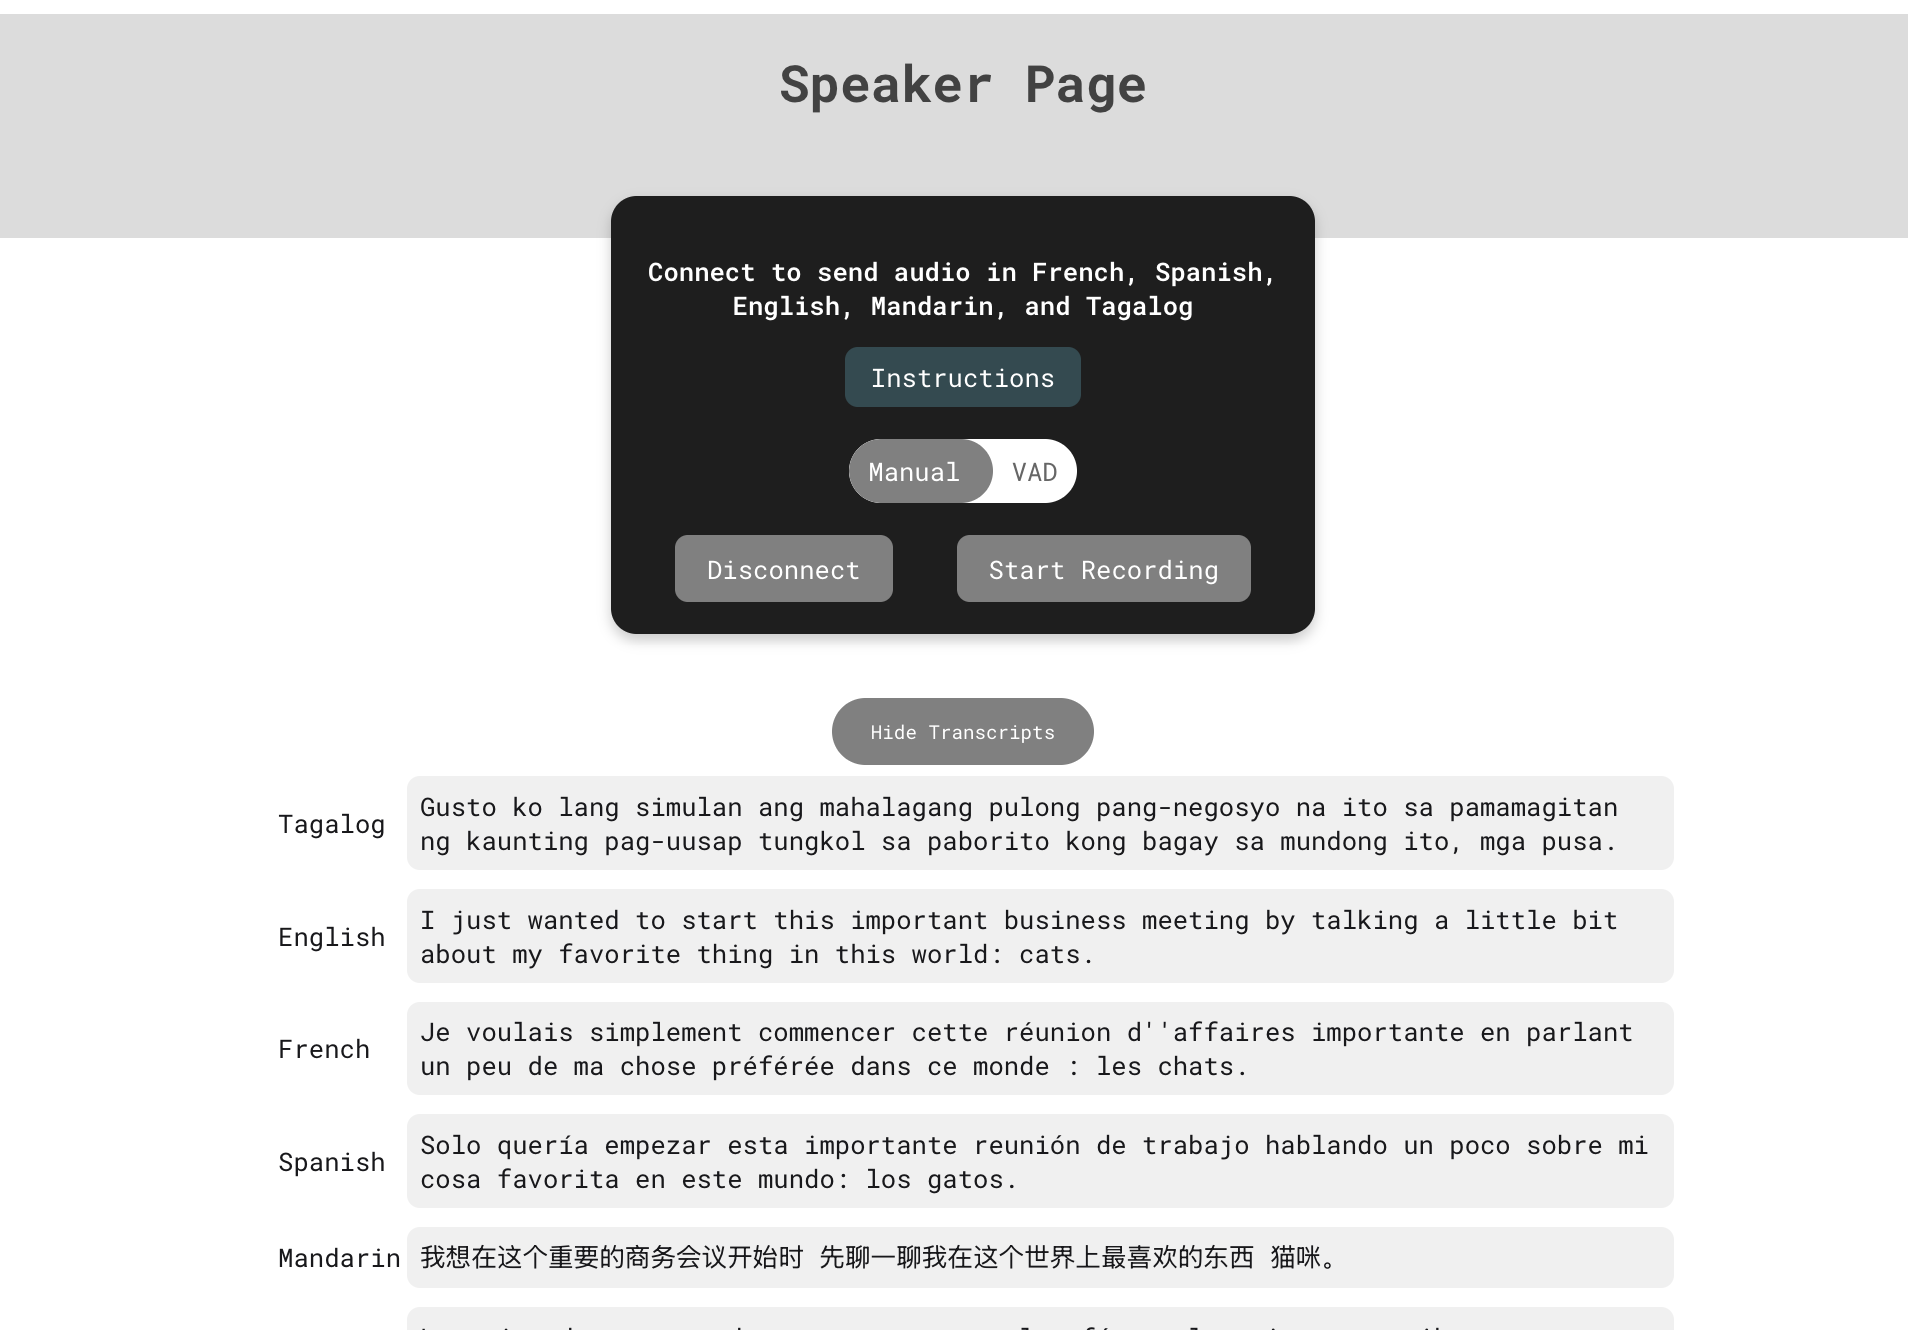 Speaker Page
Connect to send audio in French, Spanish,
English, Mandarin, and Tagalog
Instructions
Manual VAD
Disconnect Start Recording
Hide Transcripts
Tagalog
Gusto ko lang simulan ang mahalagang pulong pang-negosyo na ito sa pamamagitan
ng kaunting pag-uusap tungkol sa paborito kong bagay sa mundong ito, mga pusa.
English
I just wanted to start this important business meeting by talking a little bit
about my favorite thing in this world: cats.
French
Je voulais simplement commencer cette réunion d''affaires importante en parlant
un peu de ma chose préférée dans ce monde : les chats.
Spanish
Solo quería empezar esta importante reunión de trabajo hablando un poco sobre mi
cosa favorita en este mundo: los gatos.
Mandarin
我想在这个重要的商务会议开始时 先聊一聊我在这个世界上最喜欢的东西 猫咪。